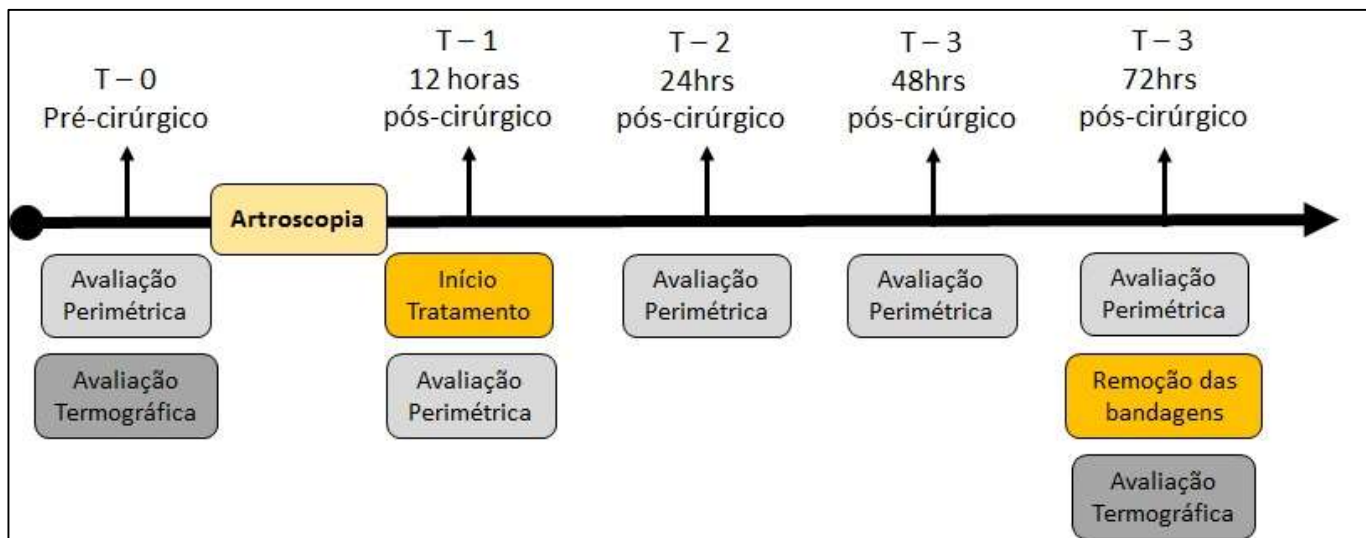 T – 0
Pré-cirúrgico
T – 1
12 horas
pós-cirúrgico
T – 2
24hrs
pós-cirúrgico
T – 3
48hrs
pós-cirúrgico
T – 3
72hrs
pós-cirúrgico
Artroscopia
Avaliação
Perimétrica
Avaliação
Termográfica
Início
Tratamento
Avaliação
Perimétrica
Avaliação
Perimétrica
Avaliação
Perimétrica
Avaliação
Perimétrica
Remoção das
bandagens
Avaliação
Termográfica